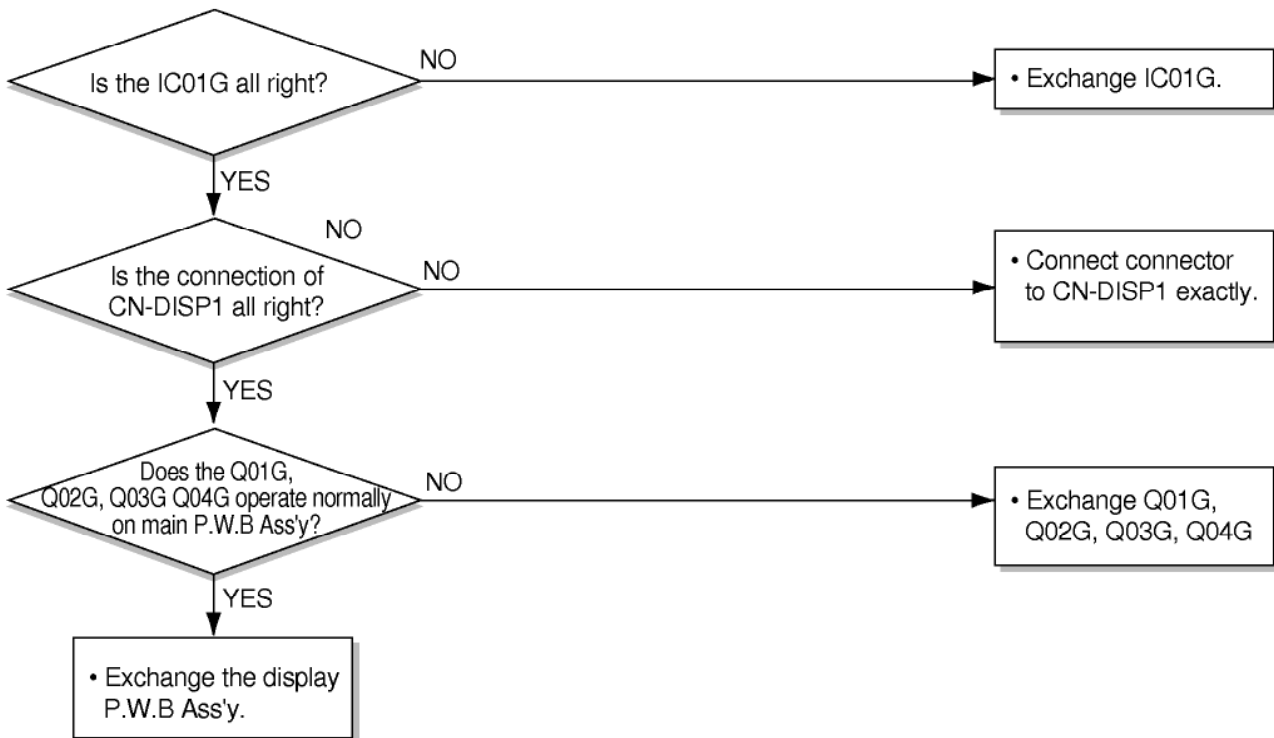 Is the IC01G all right?
NO
• Exchange IC01G.
YES
NO
Is the connection of
CN-DISP1 all right?
NO
• Connect connector
to CN-DISP1 exactly.
YES
Does the Q01G,
Q02G, Q03G Q04G operate normally
on main P.W.B Ass'y?
NO
• Exchange Q01G,
Q02G, Q03G, Q04G
YES
• Exchange the display
P.W.B Ass'y.